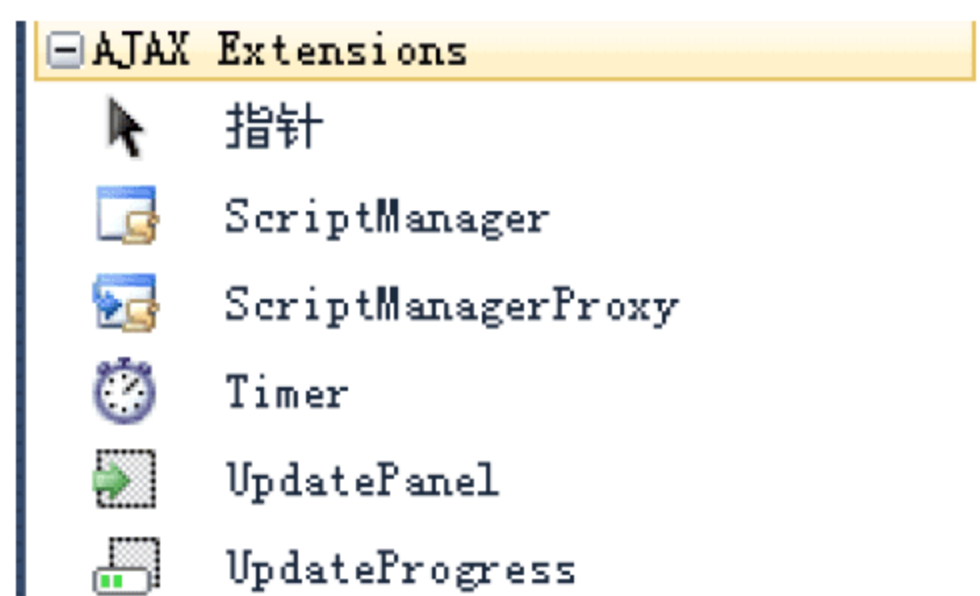 AJAX Extensions
指针
ScriptManager
ScriptManagerProxy
Timer
UpdatePanel
UpdateProgress